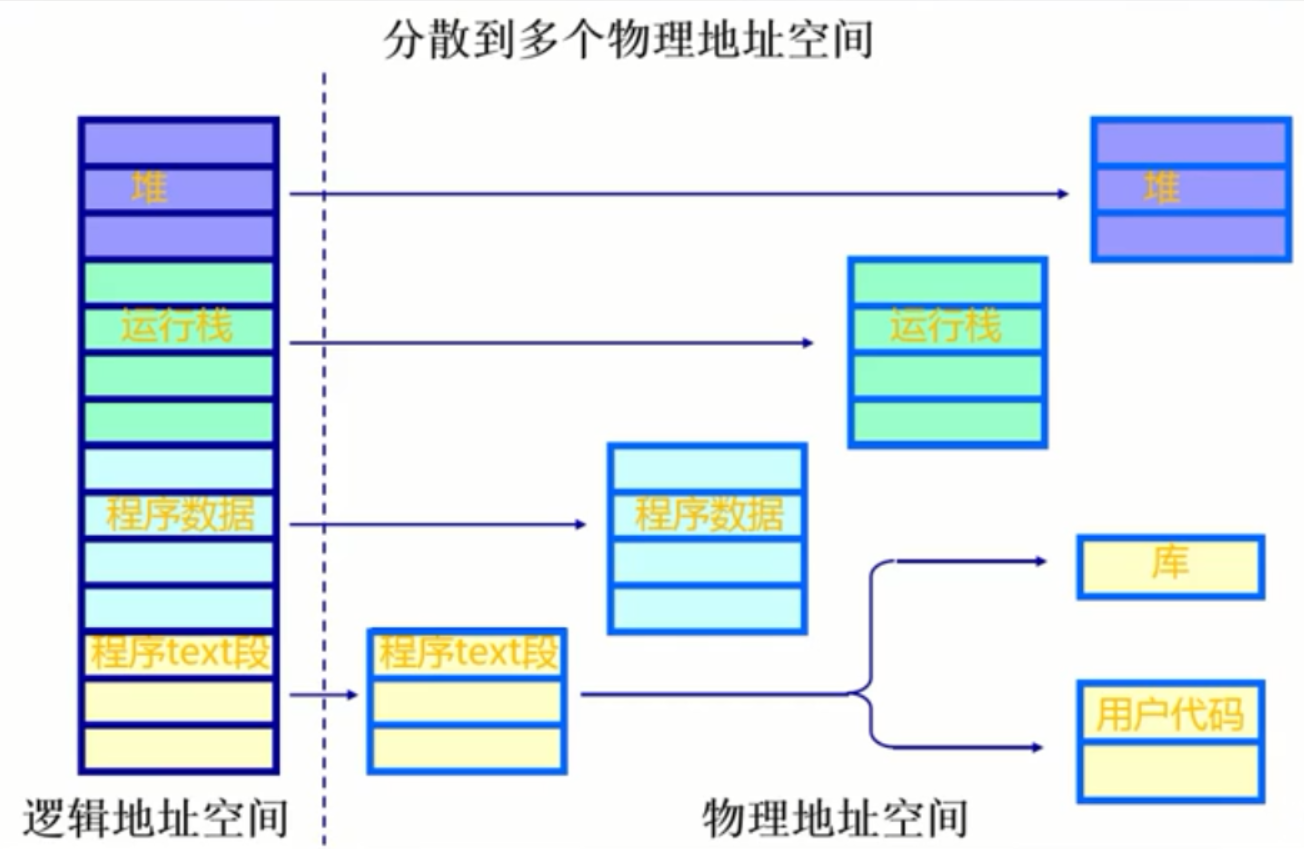 分散到多个物理地址空间
堆
堆
运行栈
运行栈
程序数据
程序数据
库
程序text段
程序text段
用户代码
逻辑地址空间
物理地址空间